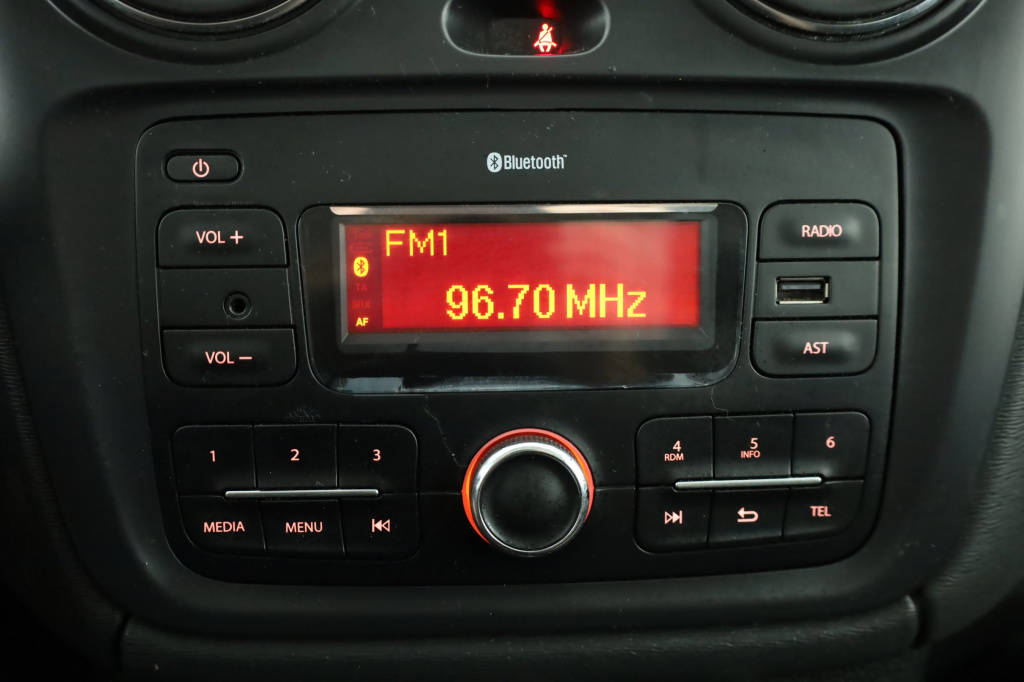 Bluetooth
VOL +
RADIO
FM1
TA
MIX
AF
96.70 MHz
VOL −
AST
1
2
3
4
RDM
5
INFO
6
MEDIA
MENU
TEL